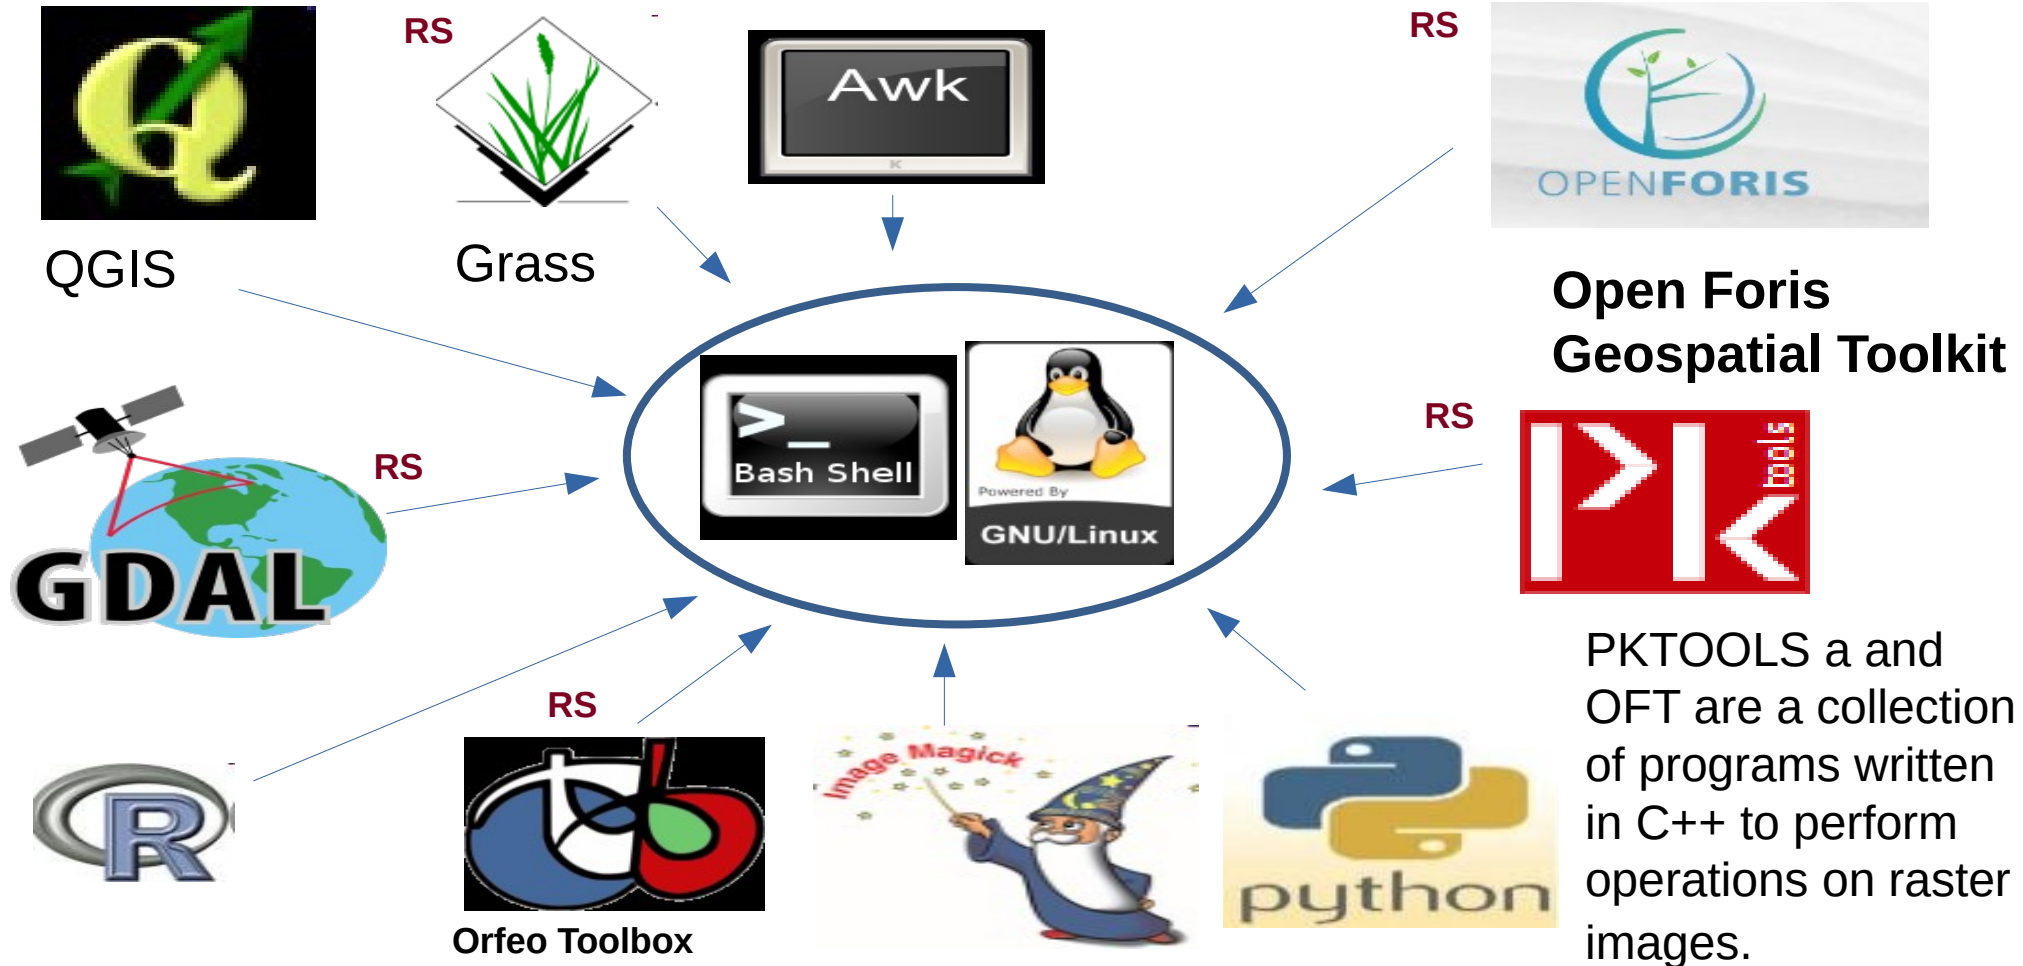 RS
Awk
K
RS
OPENFORIS
QGIS
Grass
Open Foris
Geospatial Toolkit
>_
Bash Shell
Powered By
GNU/Linux
RS
GDAL
RS
PK
tools
PKTOOLS a and
OFT are a collection
of programs written
in C++ to perform
operations on raster
images.
R
RS
Orfeo Toolbox
Image Magick
python